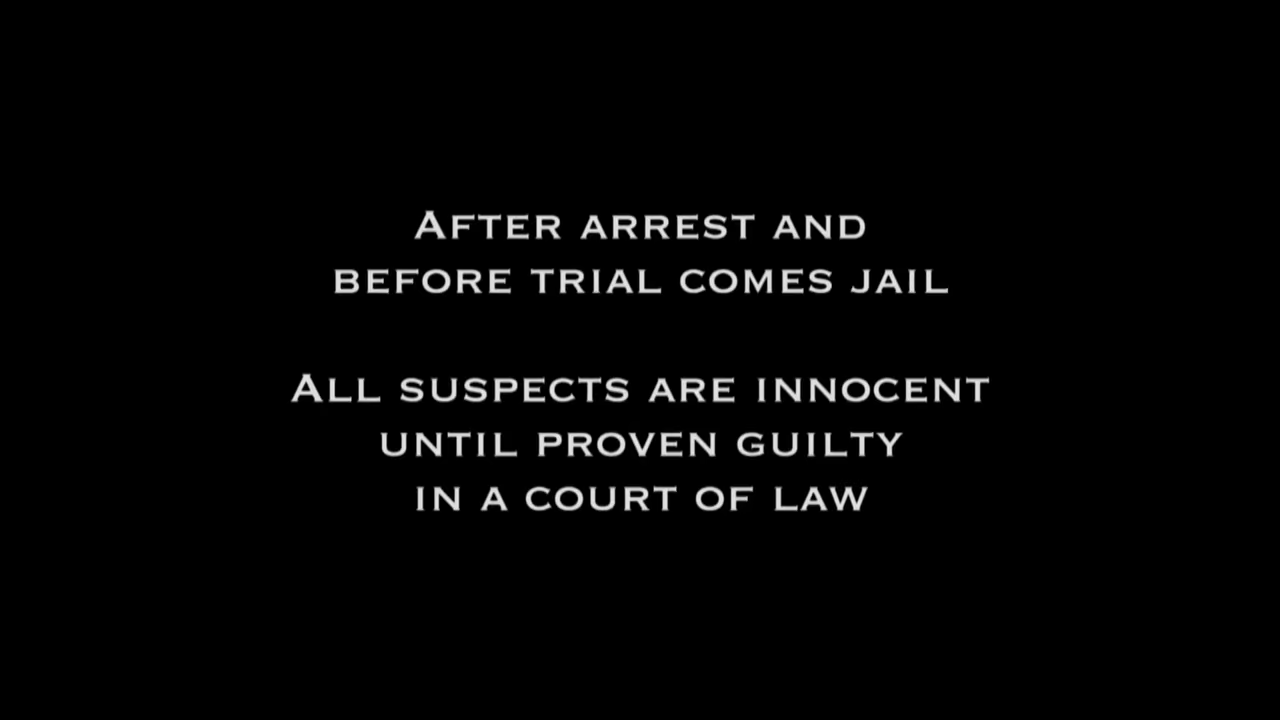 After arrest and
before trial comes jail
All suspects are innocent
until proven guilty
in a court of law